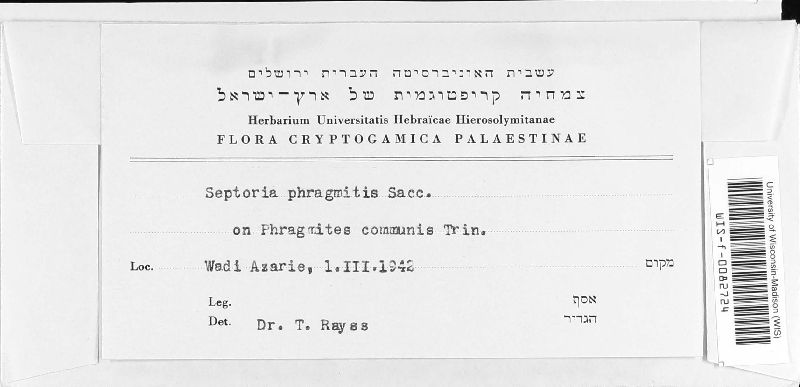 עשבית האוניברסיטה העברית ירושלים
צמחיה קריפטוגמית של ארץ־ישראל
Herbarium Universitatis Hebraïcae Hierosolymitanae
FLORA CRYPTOGAMICA PALAESTINAE
Septoria phragmitis Sacc.
on Phragmites communis Trin.
Loc. Wadi Azarie, 1.III.1942 מקום
Leg. אסף
Det. Dr. T. Rayss הגדיר
University of Wisconsin-Madison (WIS)
WIS-f-0082724